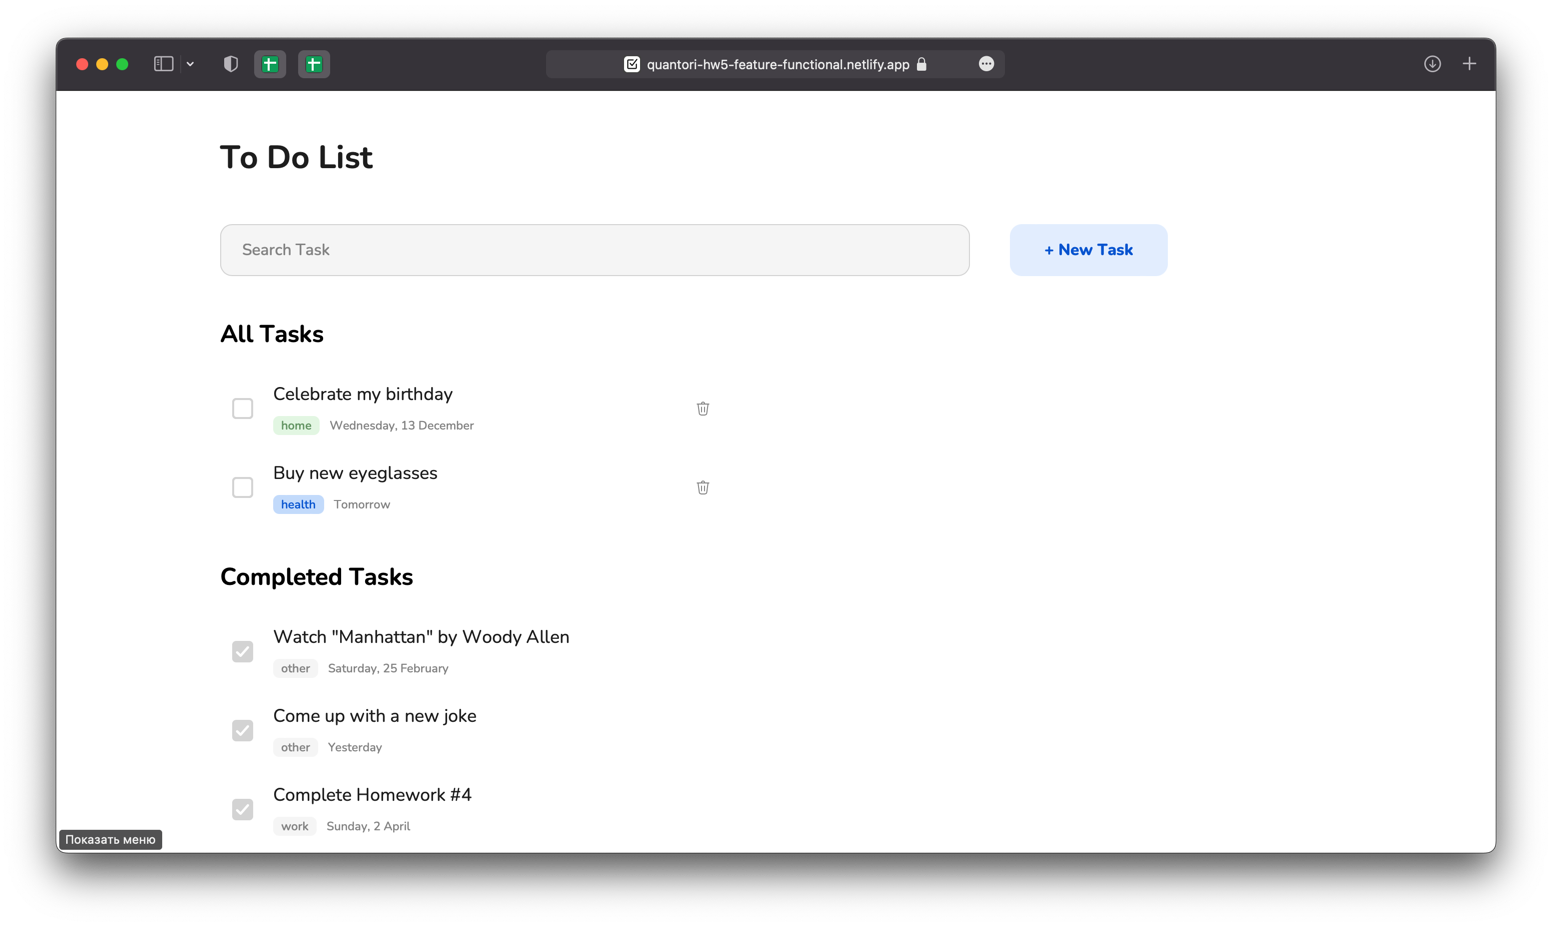 quantori-hw5-feature-functional.netlify.app
To Do List
Search Task
+ New Task
All Tasks
Celebrate my birthday
home Wednesday, 13 December
Buy new eyeglasses
health Tomorrow
Completed Tasks
Watch "Manhattan" by Woody Allen
other Saturday, 25 February
Come up with a new joke
other Yesterday
Complete Homework #4
work Sunday, 2 April
Показать меню